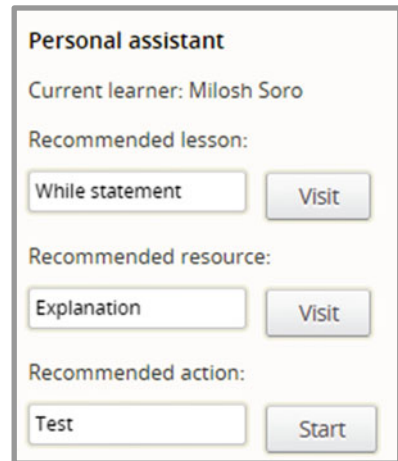 Personal assistant
Current learner: Milosh Soro
Recommended lesson:
While statement Visit
Recommended resource:
Explanation Visit
Recommended action:
Test Start